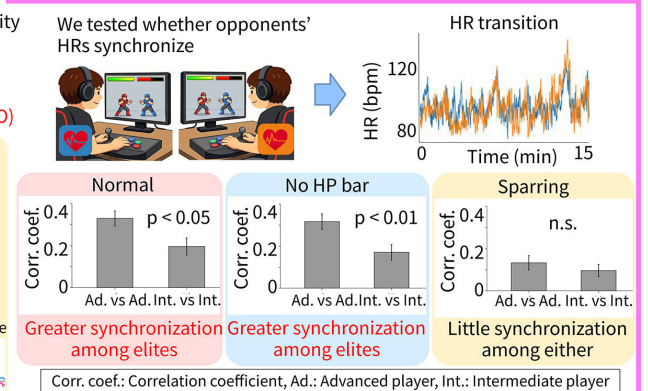 ity
We tested whether opponents’
HRs synchronize
O)
HR transition
HR (bpm)
120
80
0
Time (min)
15
Normal
Corr. coef.
0.4
0.2
0
p < 0.05
Ad. vs Ad. Int. vs Int.
Greater synchronization
among elites
No HP bar
Corr. coef.
0.4
0.2
0
p < 0.01
Ad. vs Ad. Int. vs Int.
Greater synchronization
among elites
Sparring
Corr. coef.
0.4
0.2
0
n.s.
Ad. vs Ad. Int. vs Int.
Little synchronization
among either
e
Corr. coef.: Correlation coefficient, Ad.: Advanced player, Int.: Intermediate player